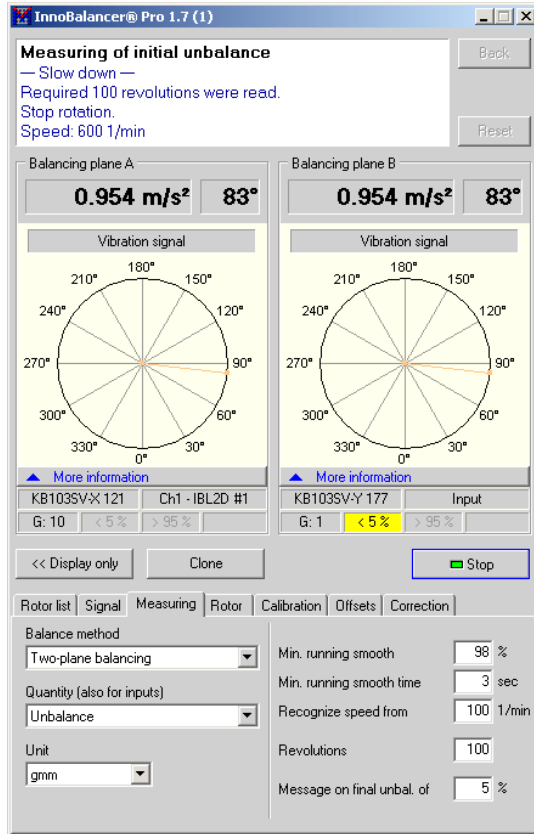 InnoBalancer® Pro 1.7 (1)
Measuring of initial unbalance
— Slow down —
Required 100 revolutions were read.
Stop rotation.
Speed: 600 1/min
Back
Reset
Balancing plane A
0.954 m/s² 83°
Vibration signal
180°
210° 150°
240° 120°
270° 90°
300° 60°
330° 30°
0°
More information
KB103SV-X 121 Ch1 - IBL2D #1
G: 10 < 5 % > 95 %
Balancing plane B
0.954 m/s² 83°
Vibration signal
180°
210° 150°
240° 120°
270° 90°
300° 60°
330° 30°
0°
More information
KB103SV-Y 177 Input
G: 1 < 5 % > 95 %
<< Display only Clone Stop
Rotor list Signal Measuring Rotor Calibration Offsets Correction
Balance method
Two-plane balancing
Quantity (also for inputs)
Unbalance
Unit
gmm
Min. running smooth 98 %
Min. running smooth time 3 sec
Recognize speed from 100 1/min
Revolutions 100
Message on final unbal. of 5 %